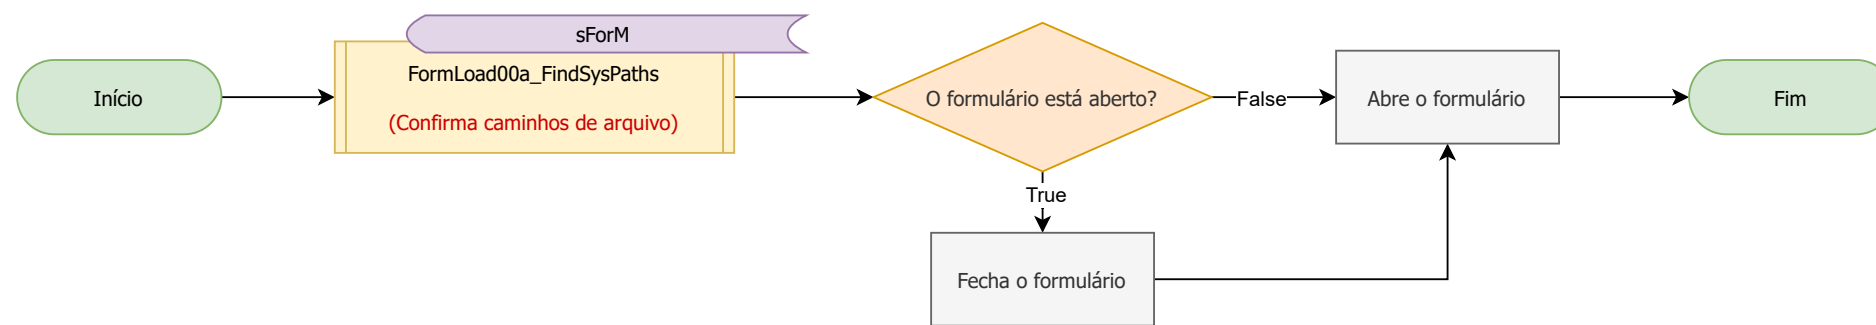 sForM
Início
FormLoad00a_FindSysPaths
(Confirma caminhos de arquivo)
O formulário está aberto?
False
Abre o formulário
Fim
True
Fecha o formulário